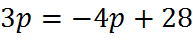 3p = −4p + 28